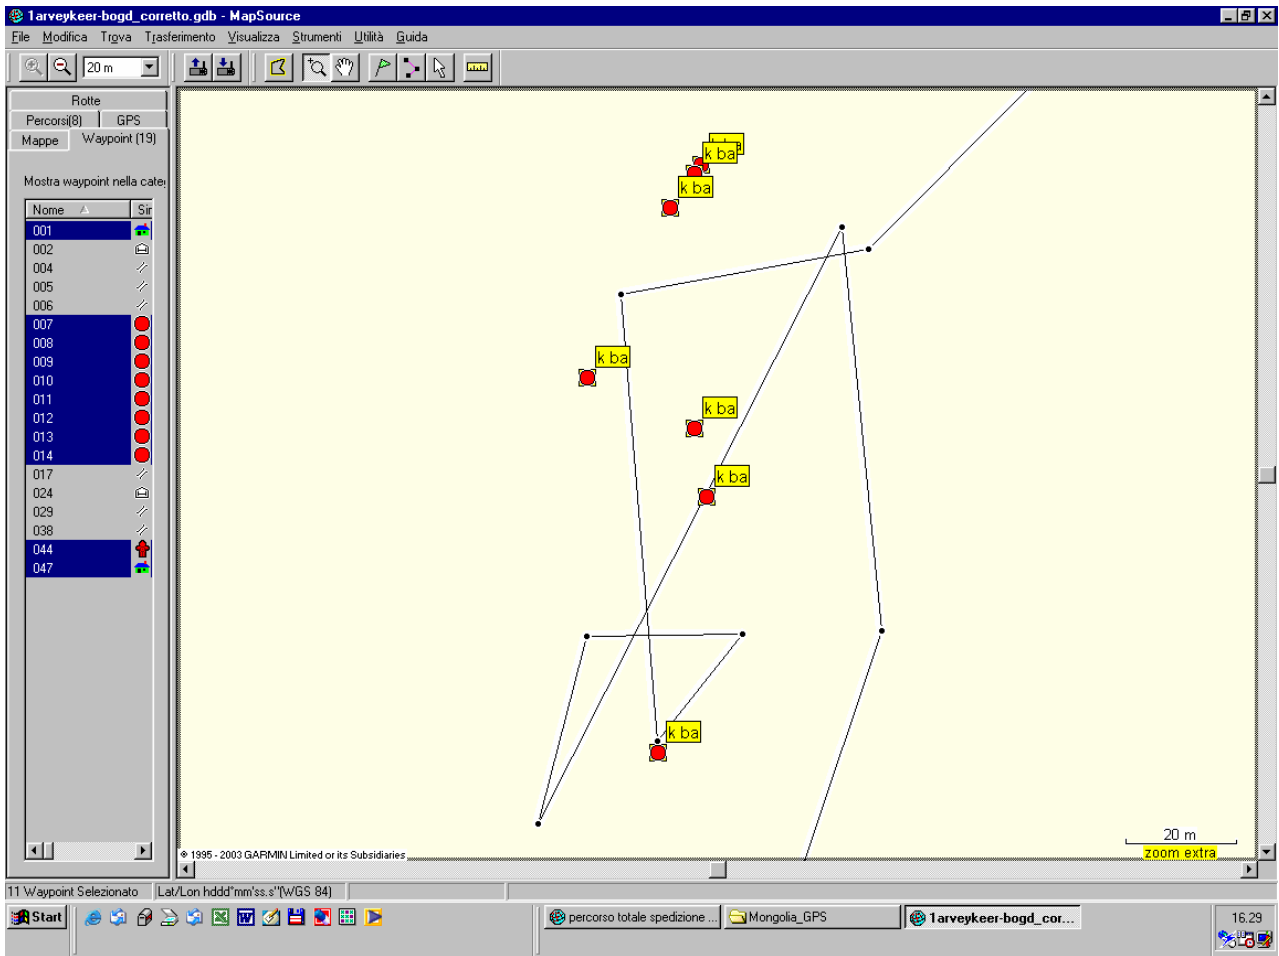 1arveykeer-bogd_corretto.gdb - MapSource
File Modifica Trova Trasferimento Visualizza Strumenti Utilità Guida
20 m
Rotte
Percorsi(8) GPS
Mappe Waypoint (19)
Mostra waypoint nella cate
Nome Sir
001
002
004
005
006
007
008
009
010
011
012
013
014
017
024
029
038
044
047
k ba
k ba
k ba
k ba
k ba
k ba
20 m
zoom extra
© 1995 - 2003 GARMIN Limited or its Subsidiaries
11 Waypoint Selezionato Lat/Lon hddd°mm'ss.s"(WGS 84)
Start percorso totale spedizione ... Mongolia_GPS 1arveykeer-bogd_cor... 16.29